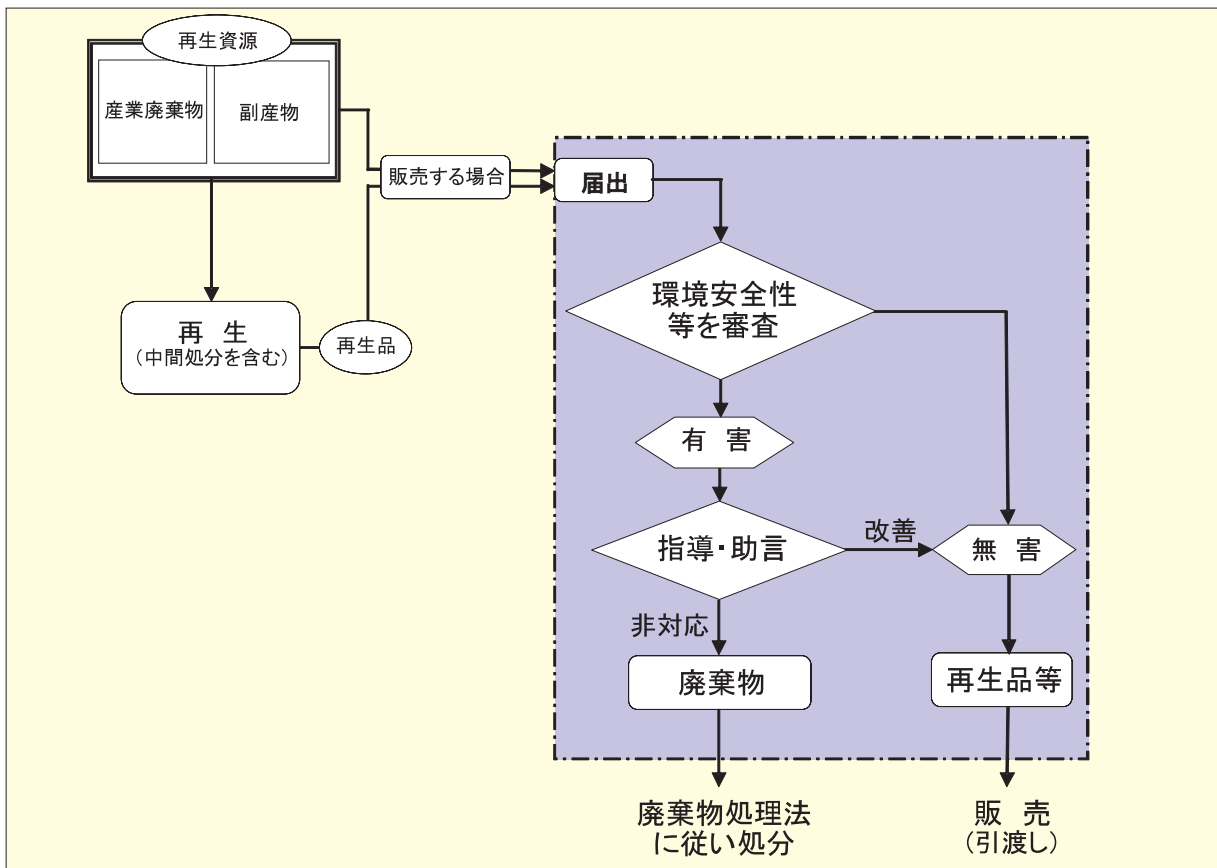 再生資源
産業廃棄物
副産物
販売する場合
届出
再 生
(中間処分を含む)
再生品
環境安全性
等を審査
有 害
指導・助言
改善
無 害
非対応
廃棄物
再生品等
廃棄物処理法
に従い処分
販 売
(引渡し)